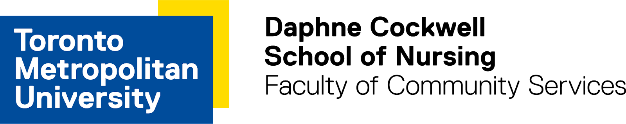 Toronto
Metropolitan
University
Daphne Cockwell
School of Nursing
Faculty of Community Services